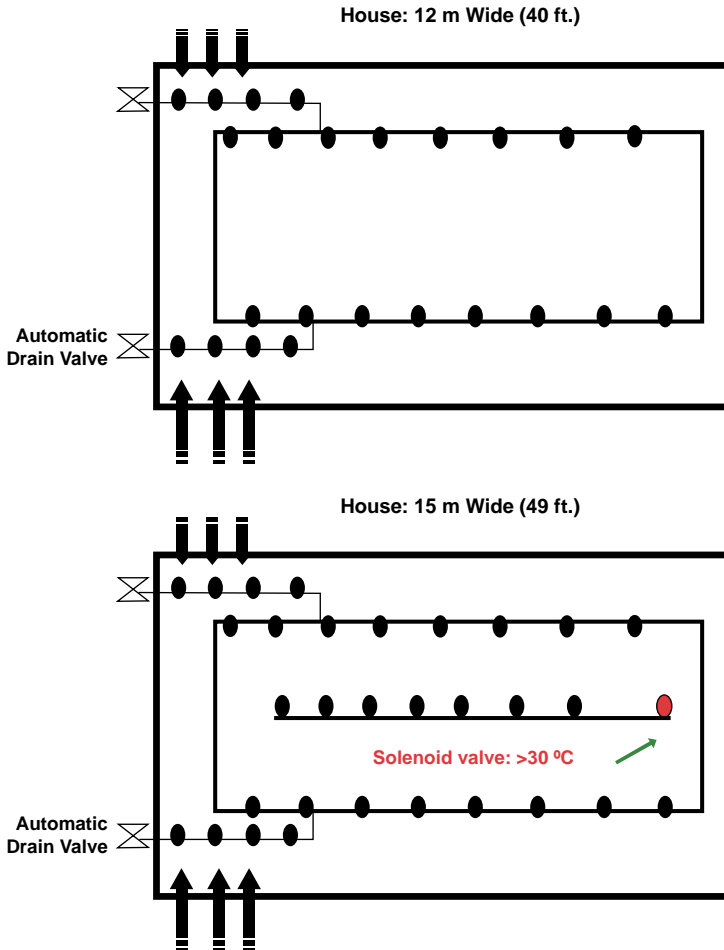 House: 12 m Wide (40 ft.)
Automatic
Drain Valve
House: 15 m Wide (49 ft.)
Solenoid valve: >30 ºC
Automatic
Drain Valve